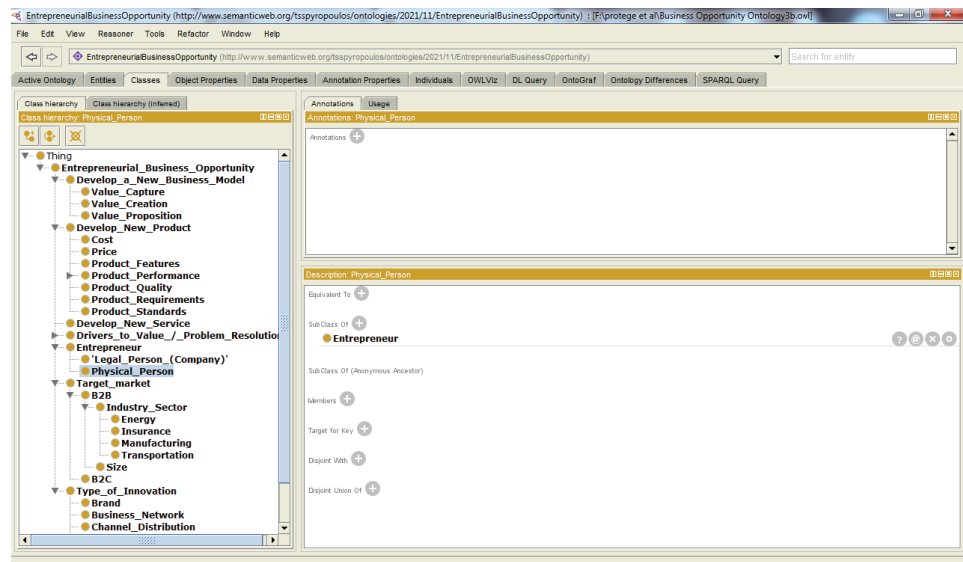 EntrepreneurialBusinessOpportunity (http://www.semanticweb.org/tsspyropoulos/ontologies/2021/11/EntrepreneurialBusinessOpportunity) : [F:\protege et al\Business Opportunity Ontology3b.owl]
File Edit View Reasoner Tools Refactor Window Help
EntrepreneurialBusinessOpportunity (http://www.semanticweb.org/tsspyropoulos/ontologies/2021/11/EntrepreneurialBusinessOpportunity)
Search for entity
Active Ontology Entities Classes Object Properties Data Properties Annotation Properties Individuals OWLViz DL Query OntoGraf Ontology Differences SPARQL Query
Class hierarchy Class hierarchy (inferred)
Class hierarchy: Physical_Person
Thing
Entrepreneurial_Business_Opportunity
Develop_a_New_Business_Model
Value_Capture
Value_Creation
Value_Proposition
Develop_New_Product
Cost
Price
Product_Features
Product_Performance
Product_Quality
Product_Requirements
Product_Standards
Develop_New_Service
Drivers_to_Value_/_Problem_Resolutio
Entrepreneur
'Legal_Person_(Company)'
Physical_Person
Target_market
B2B
Industry_Sector
Energy
Insurance
Manufacturing
Transportation
Size
B2C
Type_of_Innovation
Brand
Business_Network
Channel_Distribution
Annotations Usage
Annotations: Physical_Person
Annotations
Description: Physical_Person
Equivalent To
SubClass Of
Entrepreneur
SubClass Of (Anonymous Ancestor)
Members
Target for Key
Disjoint With
Disjoint Union Of